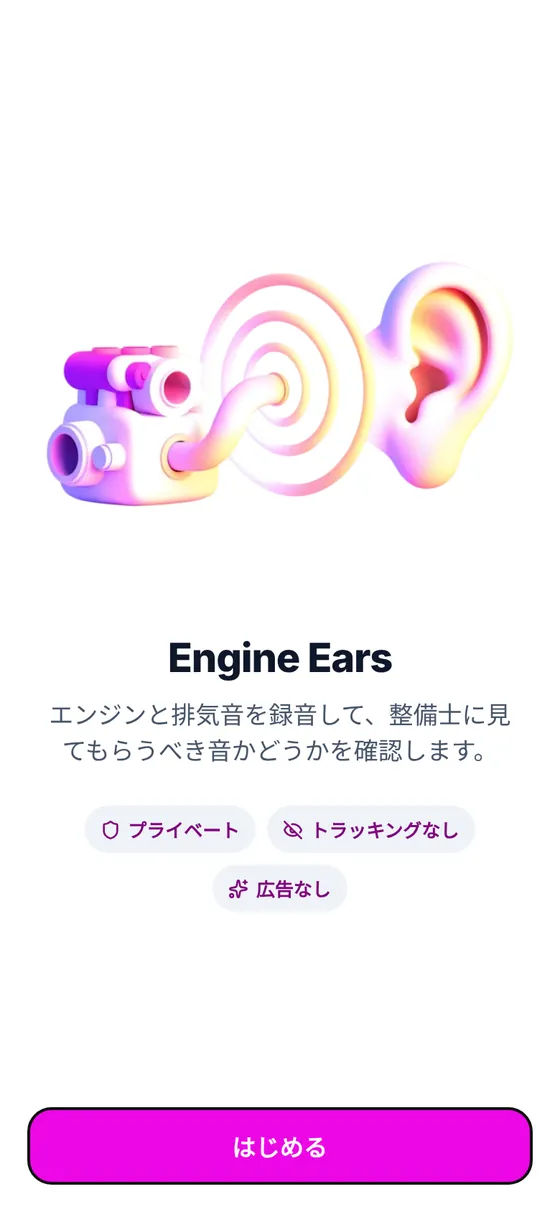 Engine Ears
エンジンと排気音を録音して、整備士に見
てもらうべき音かどうかを確認します。
プライベート
トラッキングなし
広告なし
はじめる